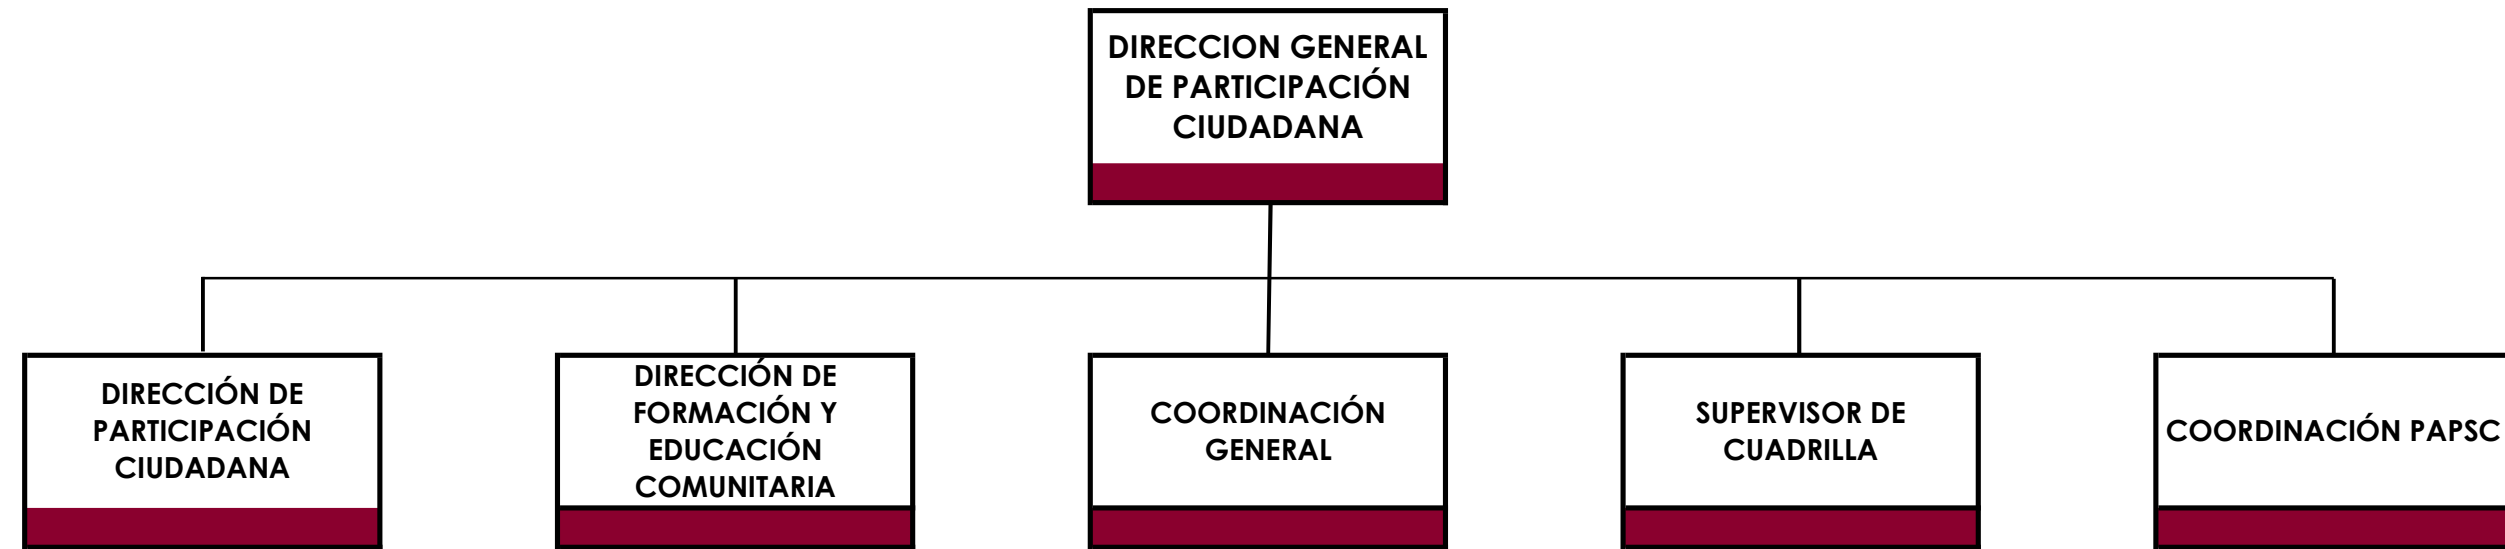 DIRECCION GENERAL
DE PARTICIPACIÓN
CIUDADANA
DIRECCIÓN DE
PARTICIPACIÓN
CIUDADANA
DIRECCIÓN DE
FORMACIÓN Y
EDUCACIÓN
COMUNITARIA
COORDINACIÓN
GENERAL
SUPERVISOR DE
CUADRILLA
COORDINACIÓN PAPSC